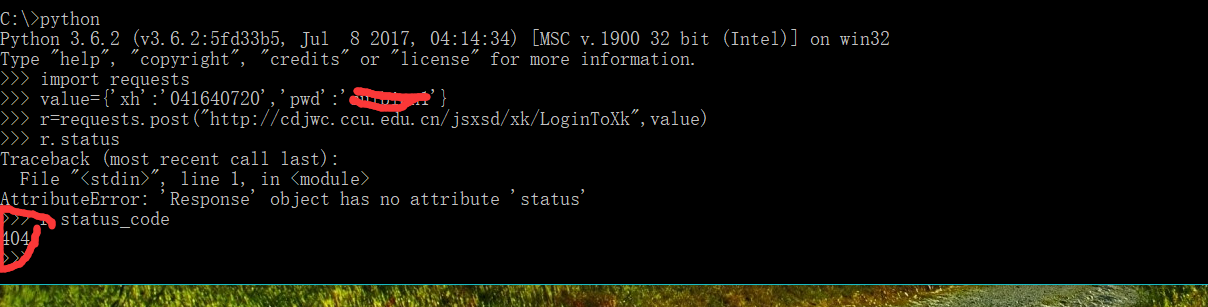 C:\>python
Python 3.6.2 (v3.6.2:5fd33b5, Jul  8 2017, 04:14:34) [MSC v.1900 32 bit (Intel)] on win32
Type "help", "copyright", "credits" or "license" for more information.
>>> import requests
>>> value={'xh':'041640720','pwd':' '}
>>> r=requests.post("http://cdjwc.ccu.edu.cn/jsxsd/xk/LoginToXk",value)
>>> r.status
Traceback (most recent call last):
  File "<stdin>", line 1, in <module>
AttributeError: 'Response' object has no attribute 'status'
>>> r.status_code
404
>>>